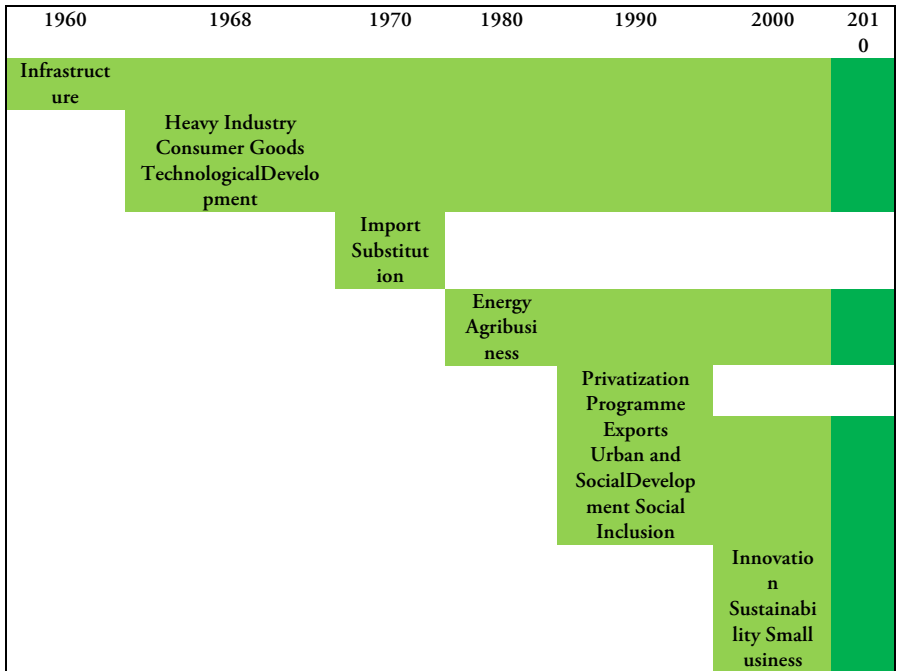 1960 1968 1970 1980 1990 2000 201
0
Infrastruct
ure
Heavy Industry
Consumer Goods
TechnologicalDevelo
pment
Import
Substitut
ion
Energy
Agribusi
ness
Privatization
Programme
Exports
Urban and
SocialDevelop
ment Social
Inclusion
Innovatio
n
Sustainabi
lity Small
usiness